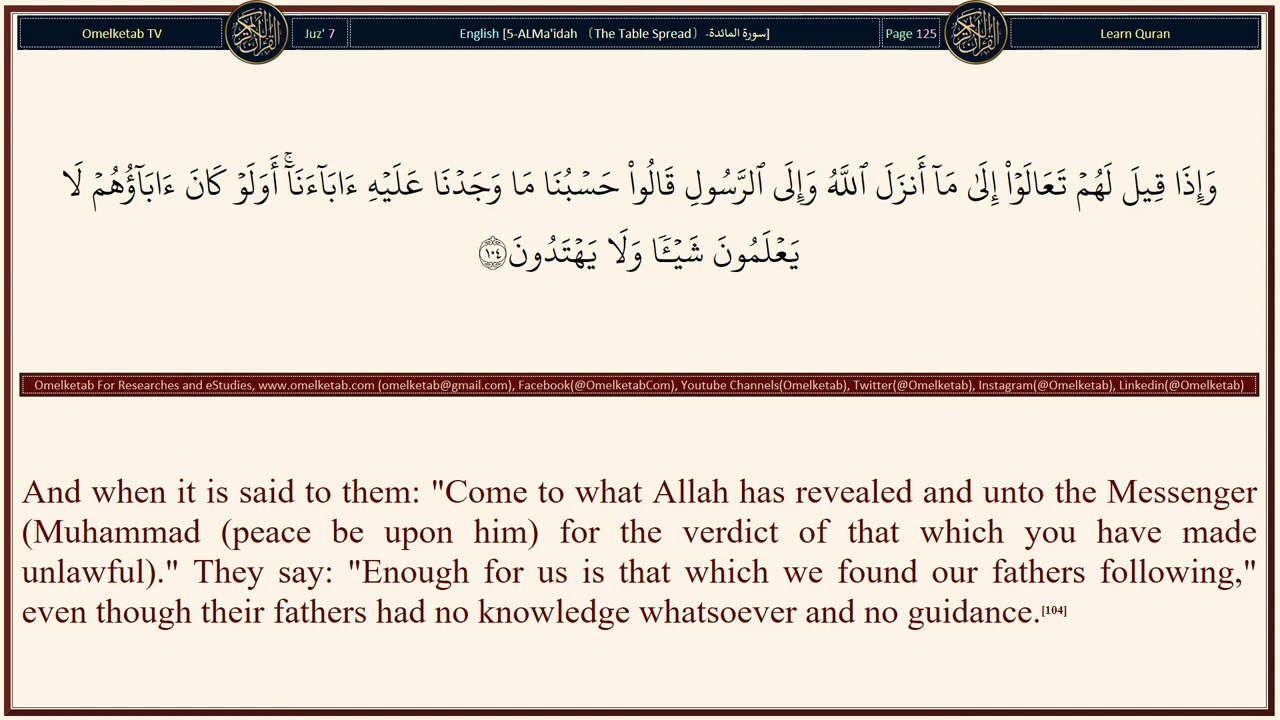 Omelketab TV
Juz' 7
English [5-ALMa'idah (The Table Spread) -سورة المائدة]
Page 125
Learn Quran
وَإِذَا قِيلَ لَهُمْ تَعَالَوْا۟ إِلَىٰ مَآ أَنزَلَ ٱللَّهُ وَإِلَى ٱلرَّسُولِ قَالُوا۟ حَسْبُنَا مَا وَجَدْنَا عَلَيْهِ ءَابَآءَنَآ ۚ أَوَلَوْ كَانَ ءَابَآؤُهُمْ لَا
يَعْلَمُونَ شَيْـًٔا وَلَا يَهْتَدُونَ ١٠٤
Omelketab For Researches and eStudies, www.omelketab.com (omelketab@gmail.com), Facebook(@OmelketabCom), Youtube Channels(Omelketab), Twitter(@Omelketab), Instagram(@Omelketab), Linkedin(@Omelketab)
And when it is said to them: "Come to what Allah has revealed and unto the Messenger
(Muhammad (peace be upon him) for the verdict of that which you have made
unlawful)." They say: "Enough for us is that which we found our fathers following,"
even though their fathers had no knowledge whatsoever and no guidance.[104]